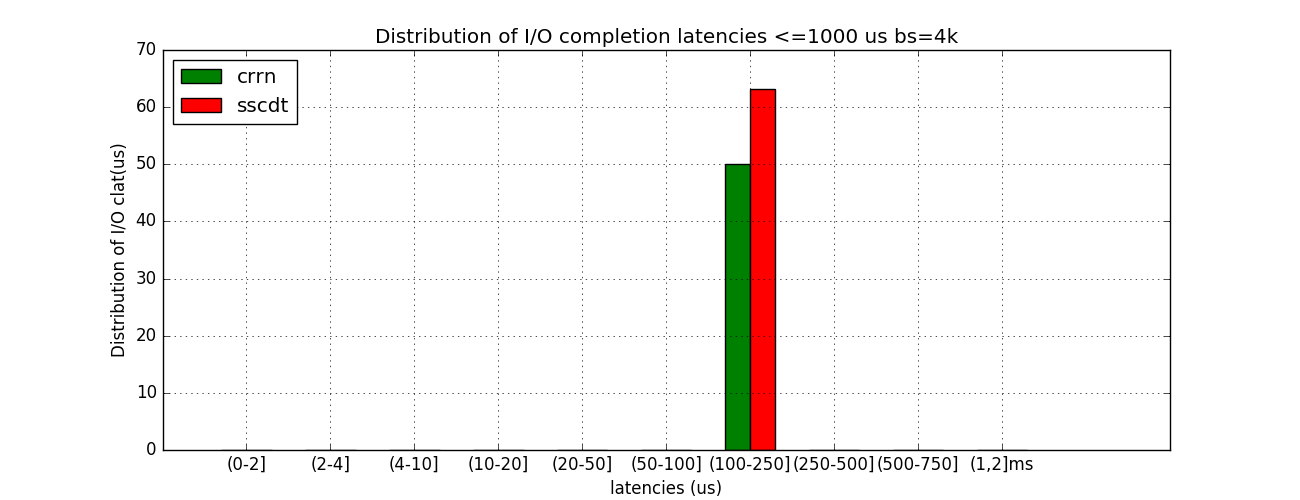 Distribution of I/O completion latencies <=1000 us bs=4k
70
60
50
40
30
20
10
0
Distribution of I/O clat(us)
crrn
sscdt
(0-2] (2-4] (4-10] (10-20] (20-50] (50-100] (100-250] (250-500] (500-750] (1,2]ms
latencies (us)